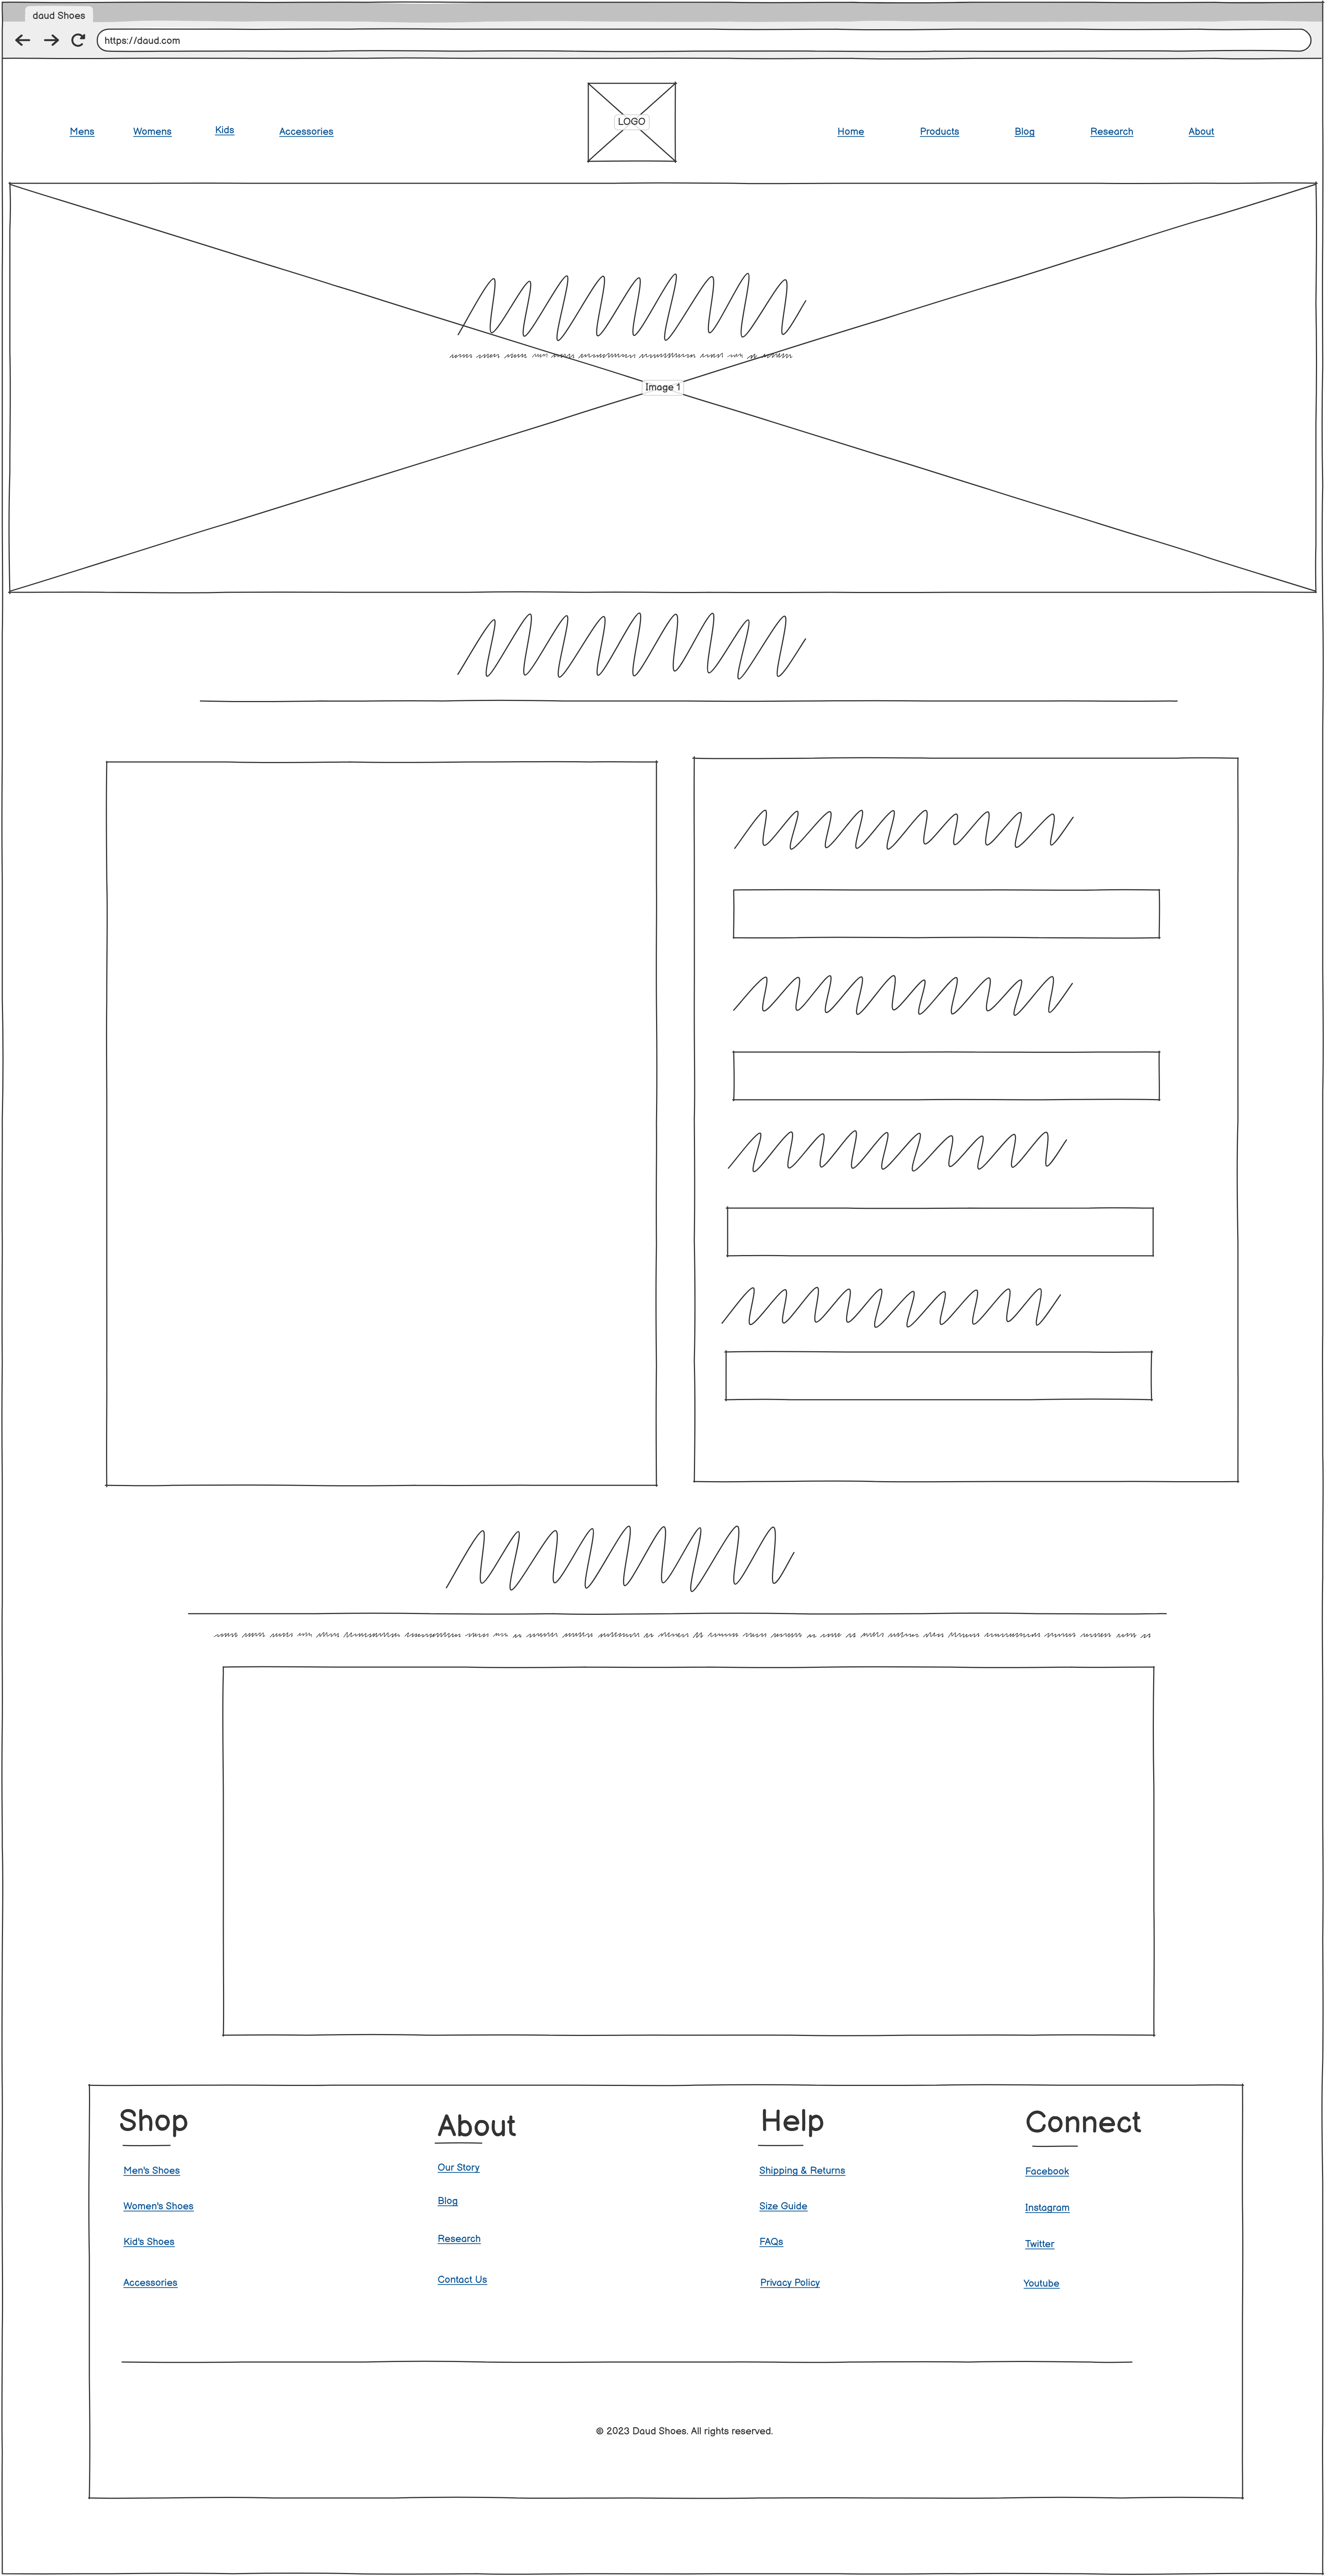 daud Shoes
https://daud.com
LOGO
Mens Womens Kids Accessories Home Products Blog Research About
Image 1
Shop About Help Connect
Men's Shoes Our Story Shipping & Returns Facebook
Women's Shoes Blog Size Guide Instagram
Kid's Shoes Research FAQs Twitter
Accessories Contact Us Privacy Policy Youtube
© 2023 Daud Shoes. All rights reserved.